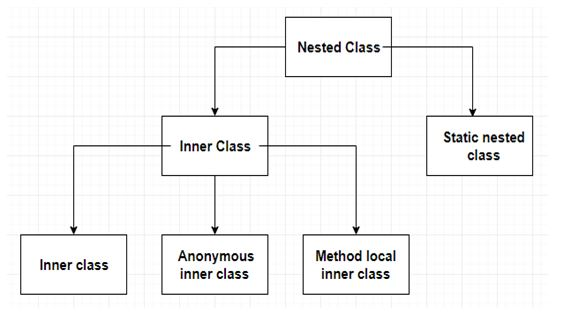 Nested Class
Inner Class
Static nested
class
Inner class
Anonymous
inner class
Method local
inner class